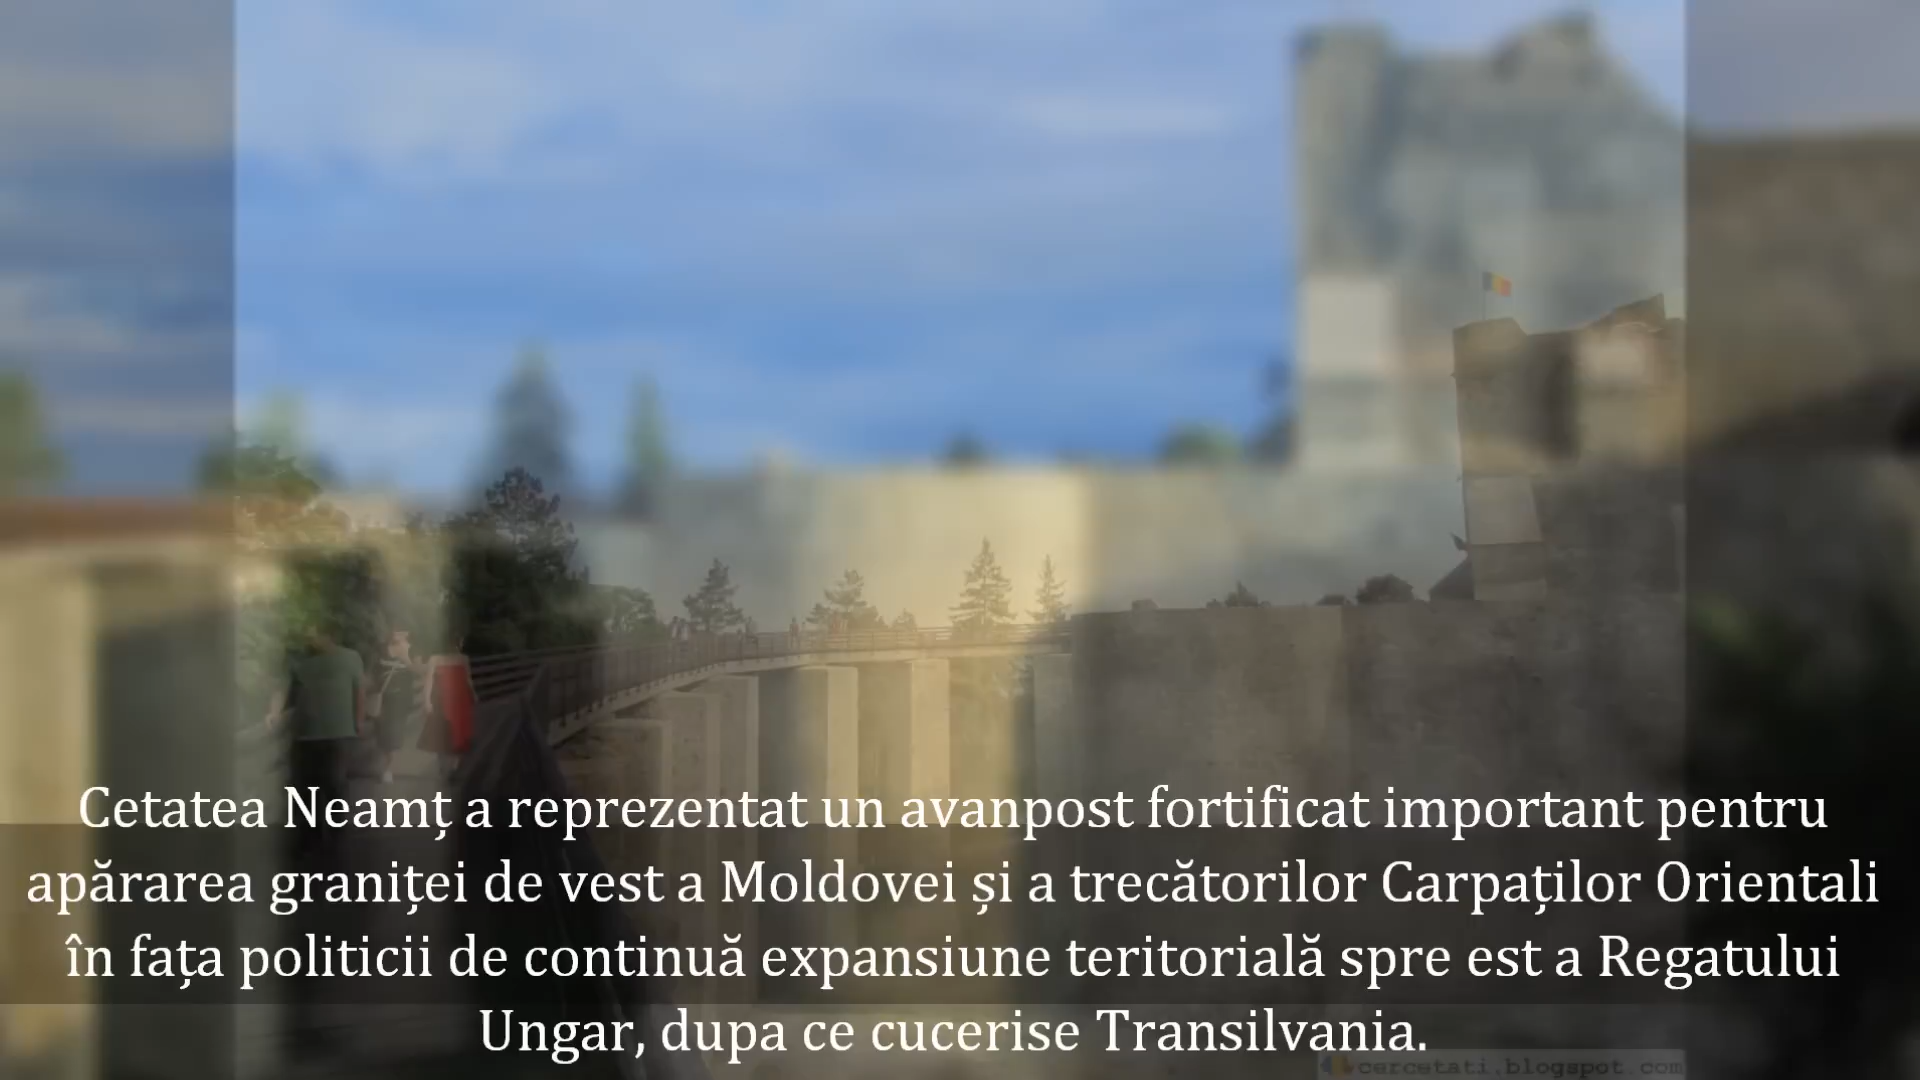 Cetatea Neamț a reprezentat un avanpost fortificat important pentru
apărarea graniței de vest a Moldovei și a trecătorilor Carpaților Orientali
în fața politicii de continuă expansiune teritorială spre est a Regatului
Ungar, dupa ce cucerise Transilvania.
cercetati.blogspot.com